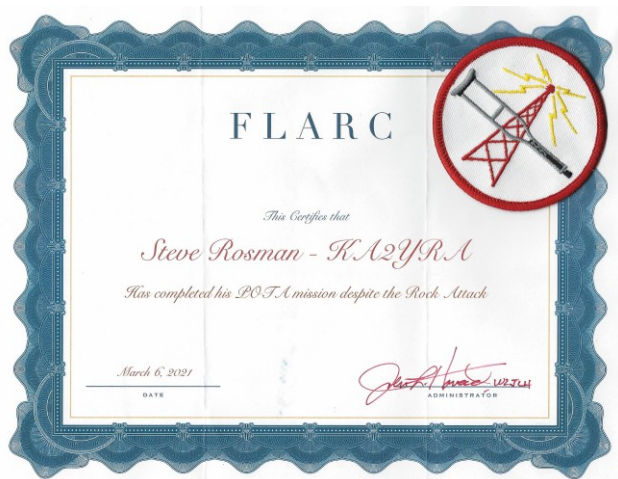 FLARC
This Certifies that
Steve Rosman - KA2YRA
Has completed his POTA mission despite the Rock Attack
March 6, 2021
DATE
W2JLH
ADMINISTRATOR